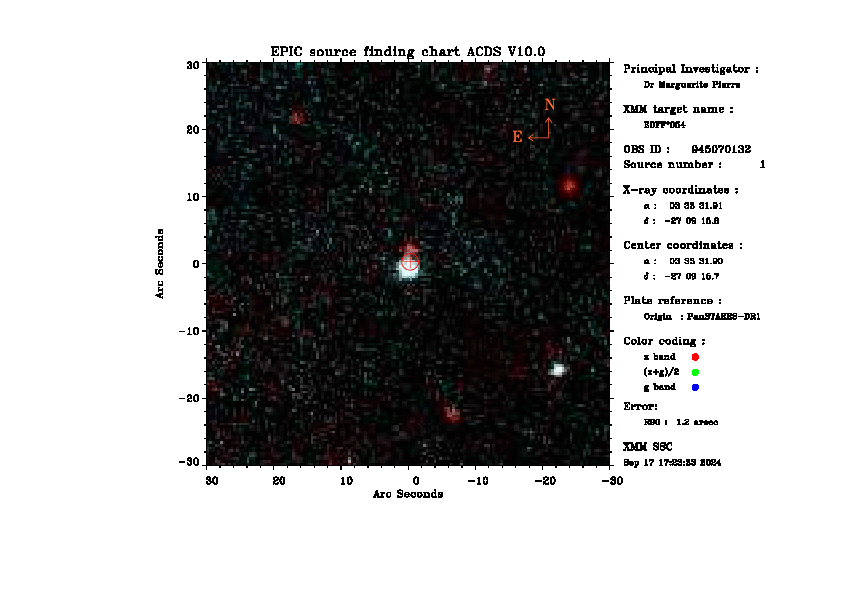 EPIC source finding chart ACDS V10.0
Principal Investigator :
Dr Marguerite Pierre
XMM target name :
OBS ID : 945070132
Source number : 1
X-ray coordinates :
α : 03 35 31.91
δ : -27 09 16.8
Center coordinates :
α : 03 35 31.90
δ : -27 09 16.7
Plate reference :
Origin : PanSTARRS-DR1
Color coding :
z band
(z+g)/2
g band
Error:
R90 : 1.2 arcsec
XMM SSC
Sep 17 17:23:33 2024
N
E
30
20
10
0
-10
-20
-30
30
20
10
0
-10
-20
-30
Arc Seconds
Arc Seconds